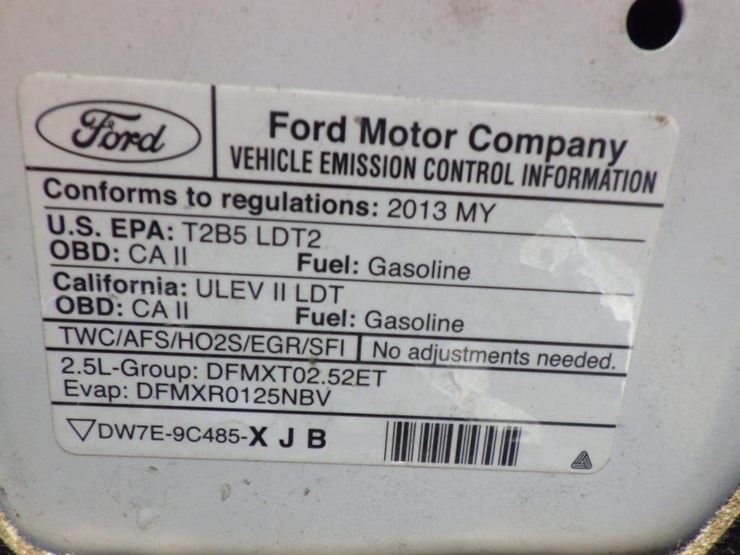 Ford
Ford Motor Company
VEHICLE EMISSION CONTROL INFORMATION
Conforms to regulations: 2013 MY
U.S. EPA: T2B5 LDT2
OBD: CA II Fuel: Gasoline
California: ULEV II LDT
OBD: CA II Fuel: Gasoline
TWC/AFS/HO2S/EGR/SFI No adjustments needed.
2.5L-Group: DFMXT02.52ET
Evap: DFMXR0125NBV
DW7E-9C485-X J B